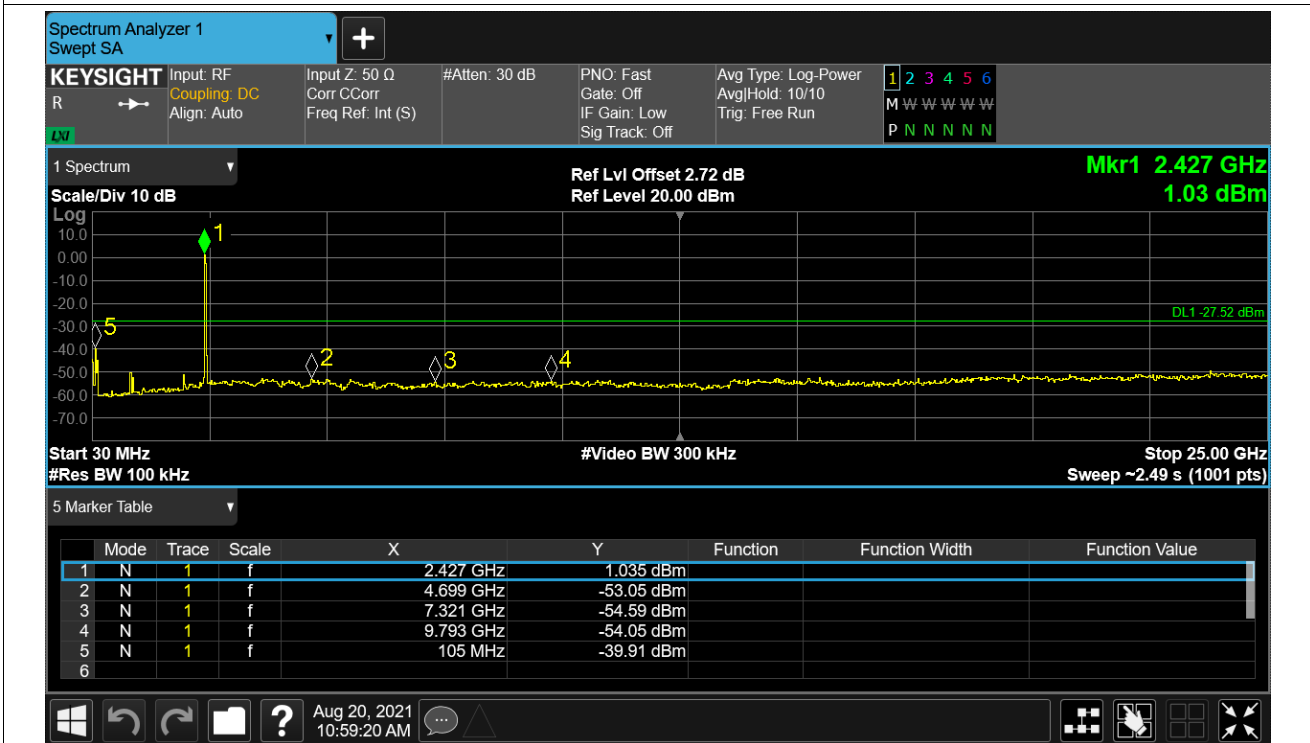 Spectrum Analyzer 1
Swept SA
+
KEYSIGHT
R
LXI
Input: RF
Coupling: DC
Align: Auto
Input Z: 50 Ω
Corr CCorr
Freq Ref: Int (S)
#Atten: 30 dB
PNO: Fast
Gate: Off
IF Gain: Low
Sig Track: Off
Avg Type: Log-Power
Avg|Hold: 10/10
Trig: Free Run
1 2 3 4 5 6
M W W W W W
P N N N N N
1 Spectrum
Scale/Div 10 dB
Ref Lvl Offset 2.72 dB
Ref Level 20.00 dBm
Mkr1 2.427 GHz
1.03 dBm
Log
10.0
0.00
-10.0
-20.0
-30.0
-40.0
-50.0
-60.0
-70.0
1
5
2
3
4
DL1 -27.52 dBm
Start 30 MHz
#Video BW 300 kHz
Stop 25.00 GHz
#Res BW 100 kHz
Sweep ~2.49 s (1001 pts)
5 Marker Table
Mode Trace Scale X Y Function Function Width Function Value
1 N 1 f 2.427 GHz 1.035 dBm
2 N 1 f 4.699 GHz -53.05 dBm
3 N 1 f 7.321 GHz -54.59 dBm
4 N 1 f 9.793 GHz -54.05 dBm
5 N 1 f 105 MHz -39.91 dBm
6
?
Aug 20, 2021
10:59:20 AM